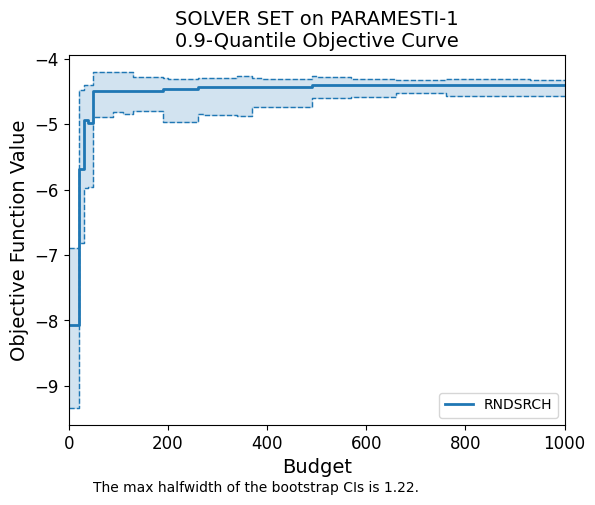 SOLVER SET on PARAMESTI-1
0.9-Quantile Objective Curve
Objective Function Value
−4
−5
−6
−7
−8
−9
RNDSRCH
0 200 400 600 800 1000
Budget
The max halfwidth of the bootstrap CIs is 1.22.